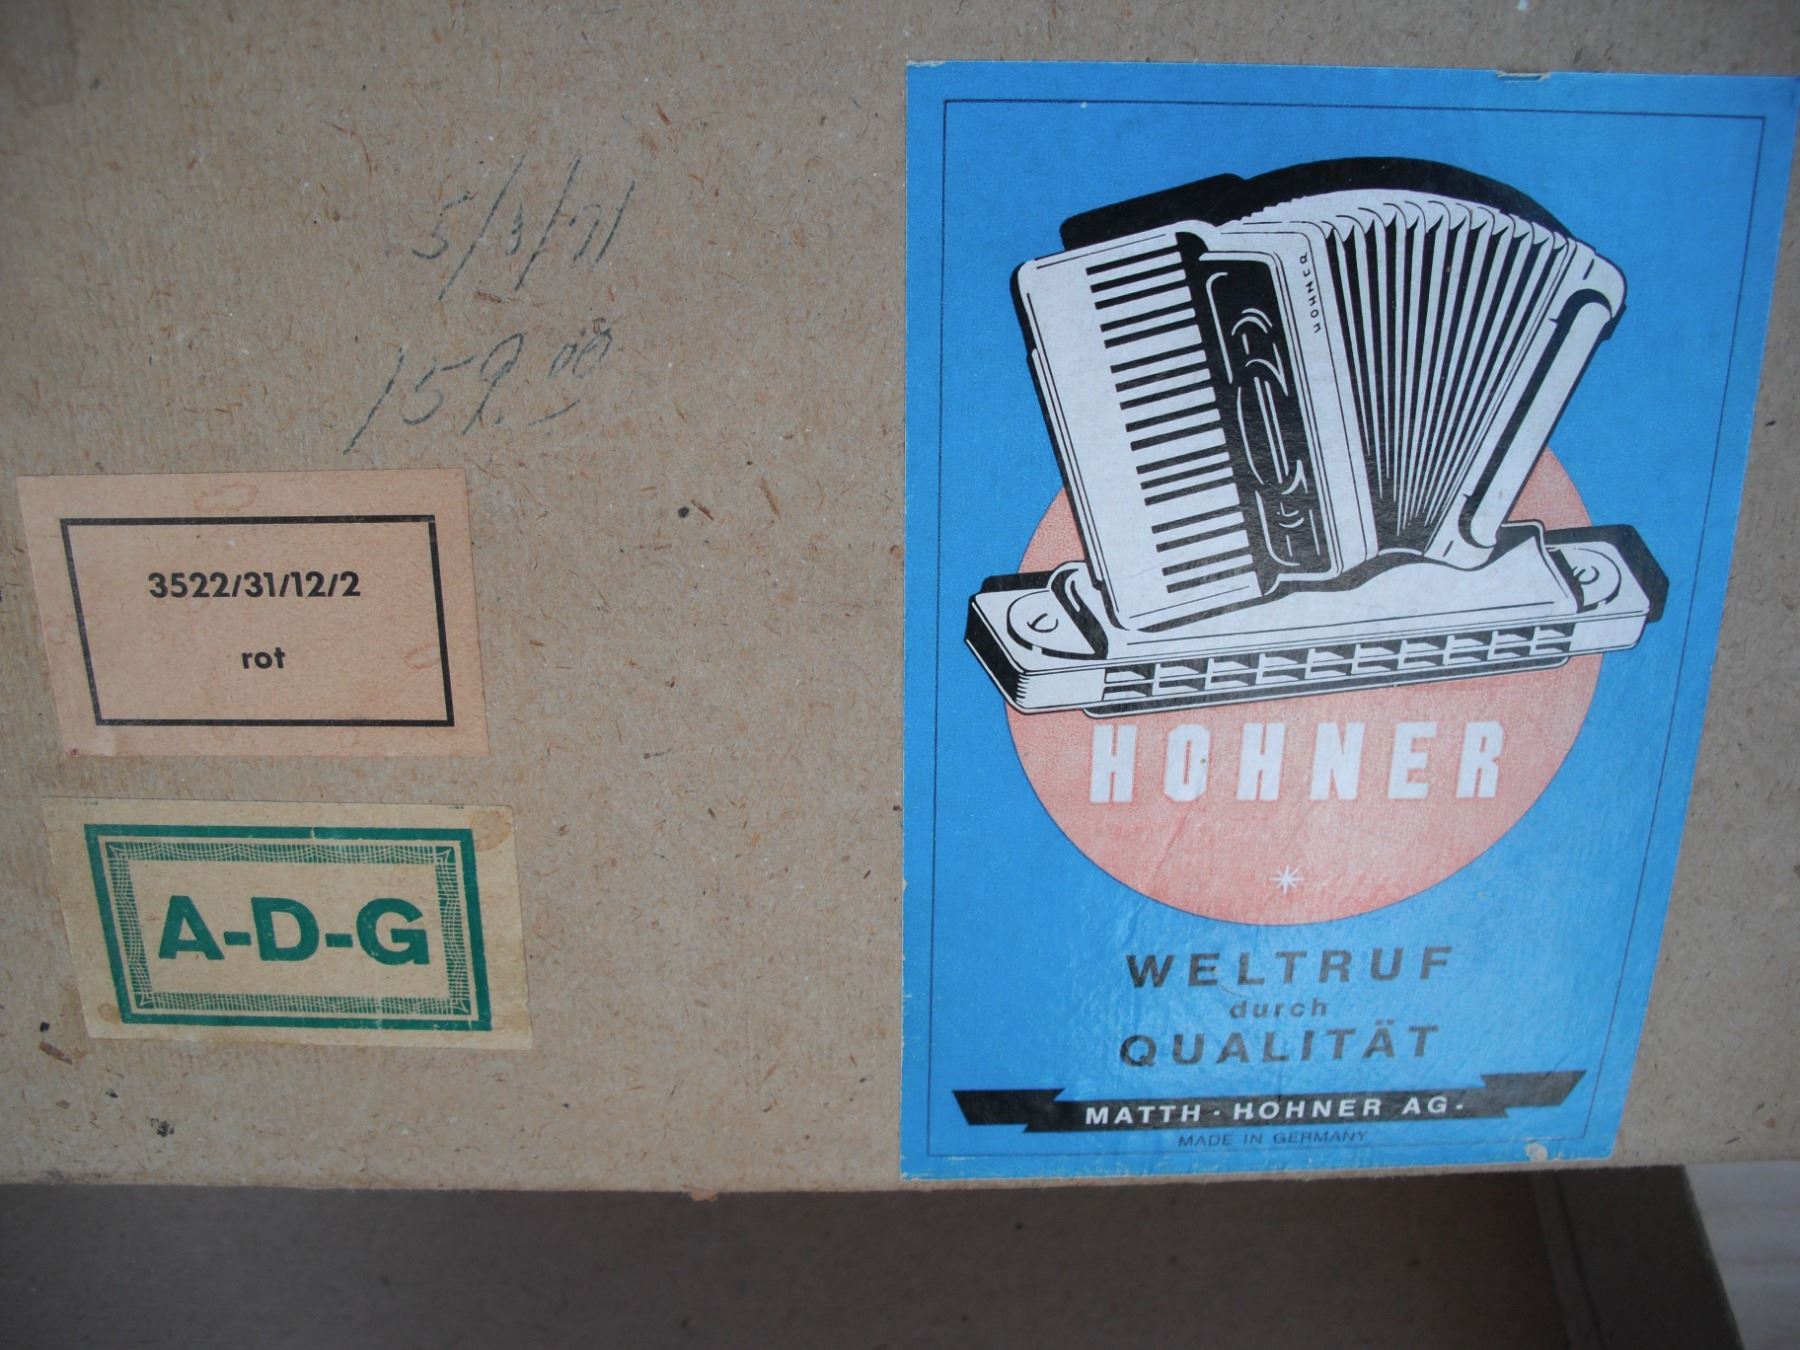 5/3/71
159.00
3522/31/12/2
rot
A-D-G
HOHNER
HOHNER
WELTRUF
durch
QUALITÄT
MATTH·HOHNER AG.
MADE IN GERMANY